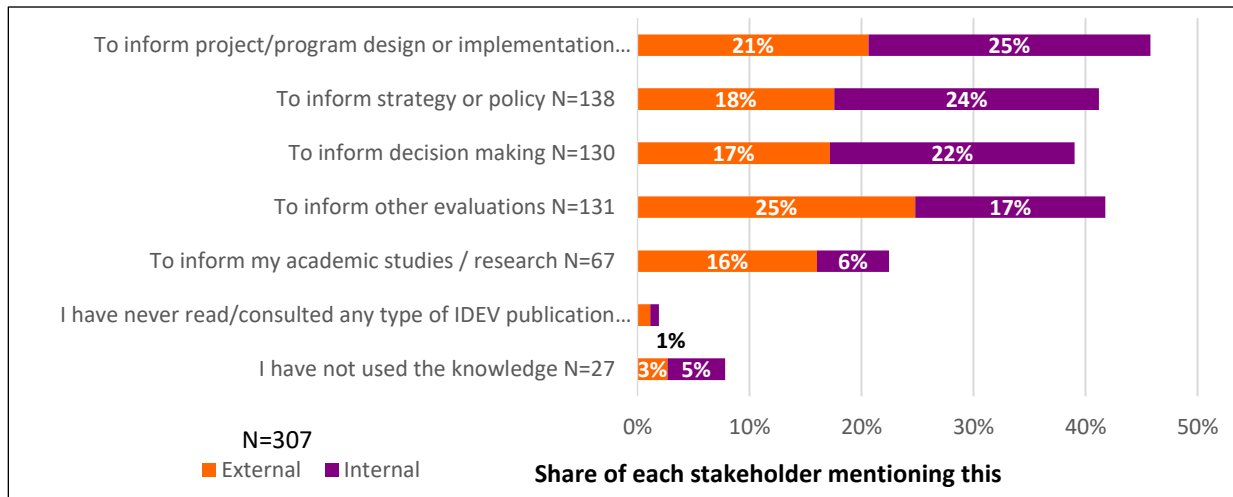 To inform project/program design or implementation...
21%
25%
To inform strategy or policy N=138
18%
24%
To inform decision making N=130
17%
22%
To inform other evaluations N=131
25%
17%
To inform my academic studies / research N=67
16%
6%
I have never read/consulted any type of IDEV publication...
1%
I have not used the knowledge N=27
3%
5%
0%
10%
20%
30%
40%
50%
N=307
External
Internal
Share of each stakeholder mentioning this